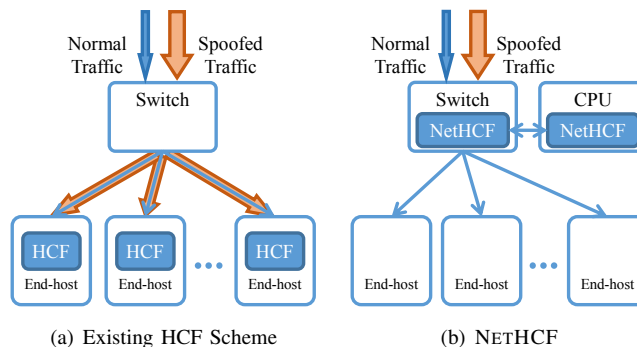 Normal Traffic
Spoofed Traffic
Switch
HCF
End-host
HCF
End-host
HCF
End-host
(a) Existing HCF Scheme
Normal Traffic
Spoofed Traffic
Switch
NetHCF
CPU
NetHCF
End-host
End-host
End-host
(b) NETHCF